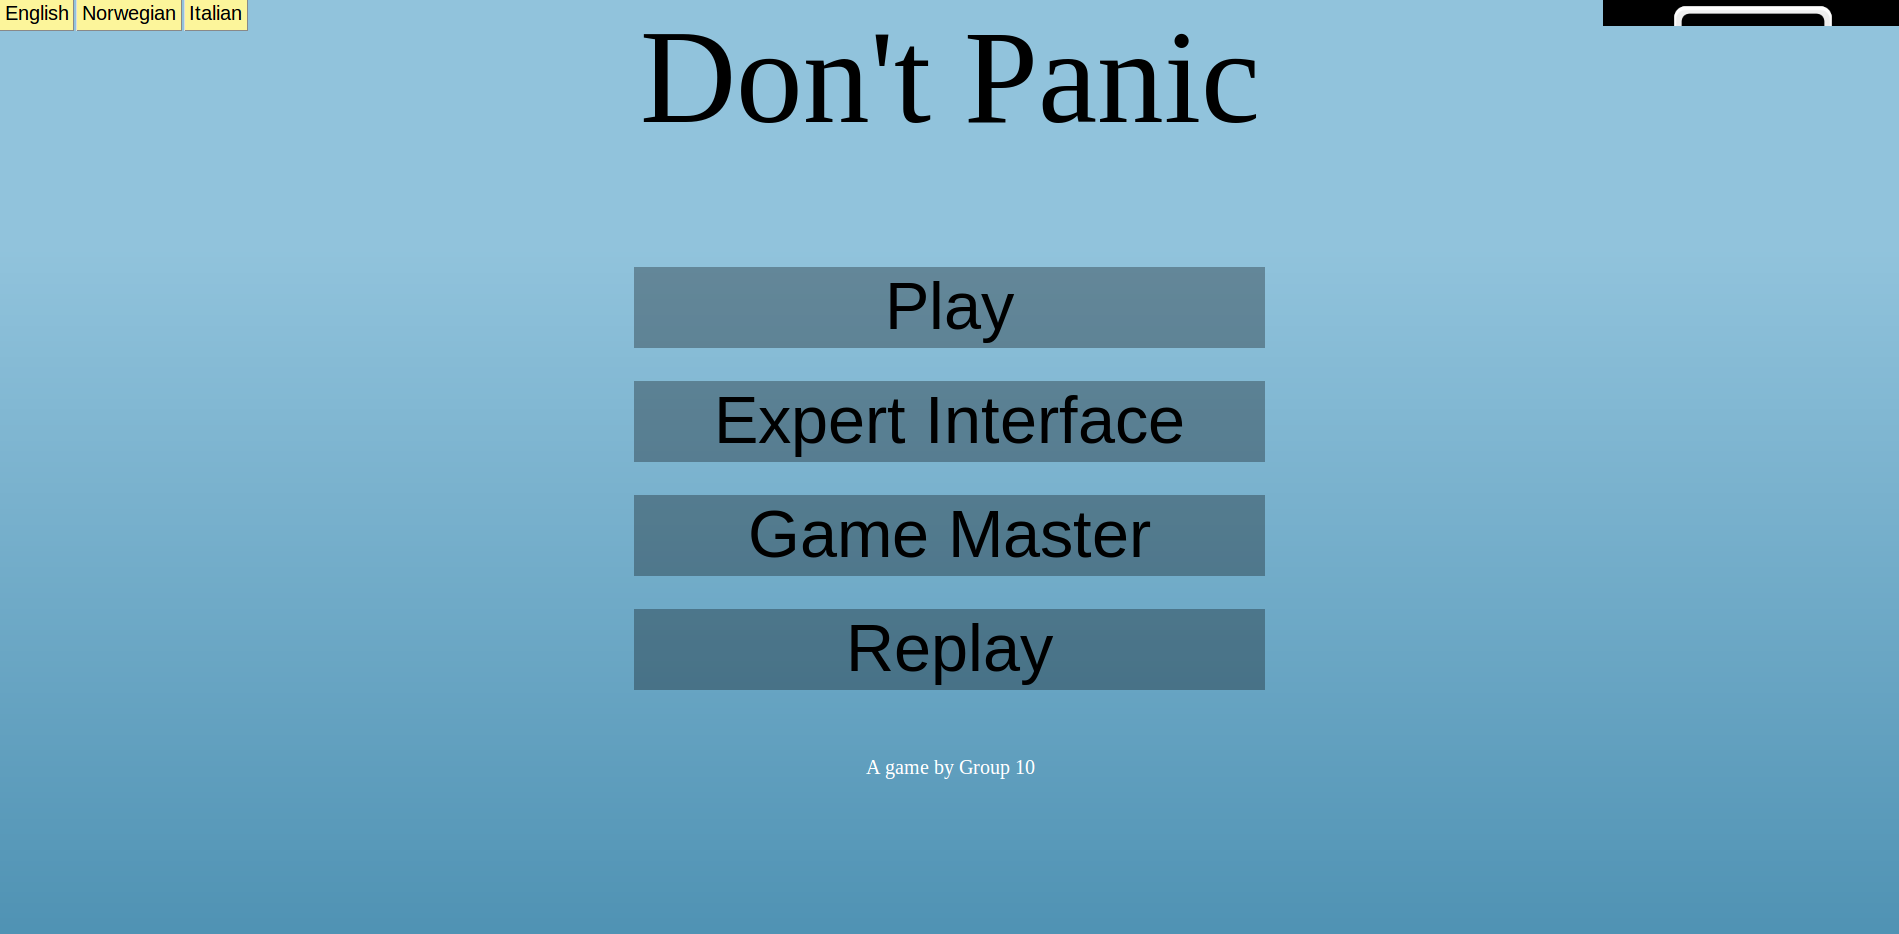 English Norwegian Italian
Don't Panic
Play
Expert Interface
Game Master
Replay
A game by Group 10